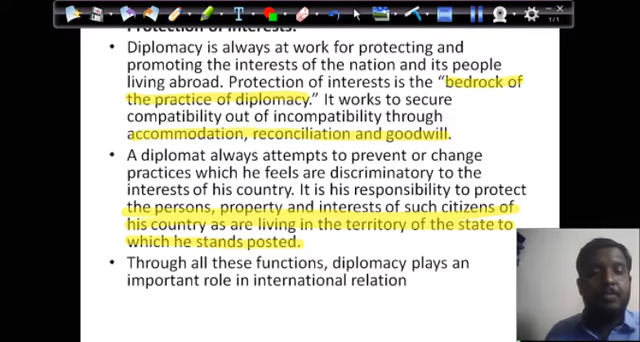 Protection of Interests:
• Diplomacy is always at work for protecting and
promoting the interests of the nation and its people
living abroad. Protection of interests is the “bedrock of
the practice of diplomacy.” It works to secure
compatibility out of incompatibility through
accommodation, reconciliation and goodwill.
• A diplomat always attempts to prevent or change
practices which he feels are discriminatory to the
interests of his country. It is his responsibility to protect
the persons, property and interests of such citizens of
his country as are living in the territory of the state to
which he stands posted.
• Through all these functions, diplomacy plays an
important role in international relation
1/1